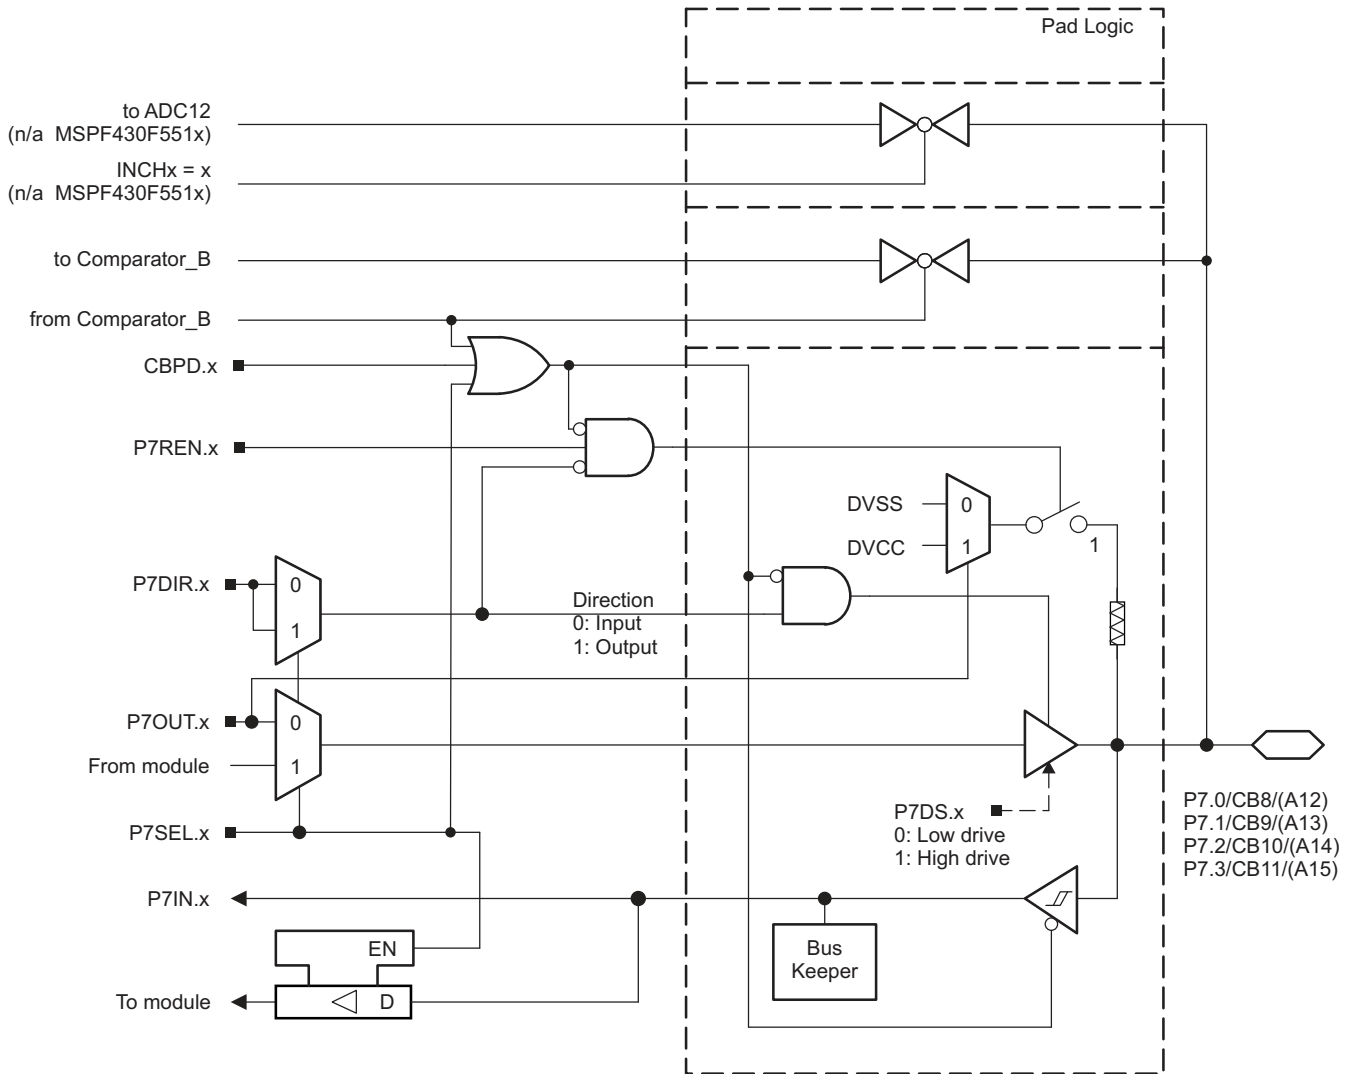 Pad Logic
to ADC12
(n/a MSPF430F551x)
INCHx = x
(n/a MSPF430F551x)
to Comparator_B
from Comparator_B
CBPD.x
P7REN.x
DVSS
0
DVCC
1
1
P7DIR.x
0
1
Direction
0: Input
1: Output
P7OUT.x
0
From module
1
P7SEL.x
P7DS.x
0: Low drive
1: High drive
P7.0/CB8/(A12)
P7.1/CB9/(A13)
P7.2/CB10/(A14)
P7.3/CB11/(A15)
P7IN.x
EN
Bus
Keeper
To module
D